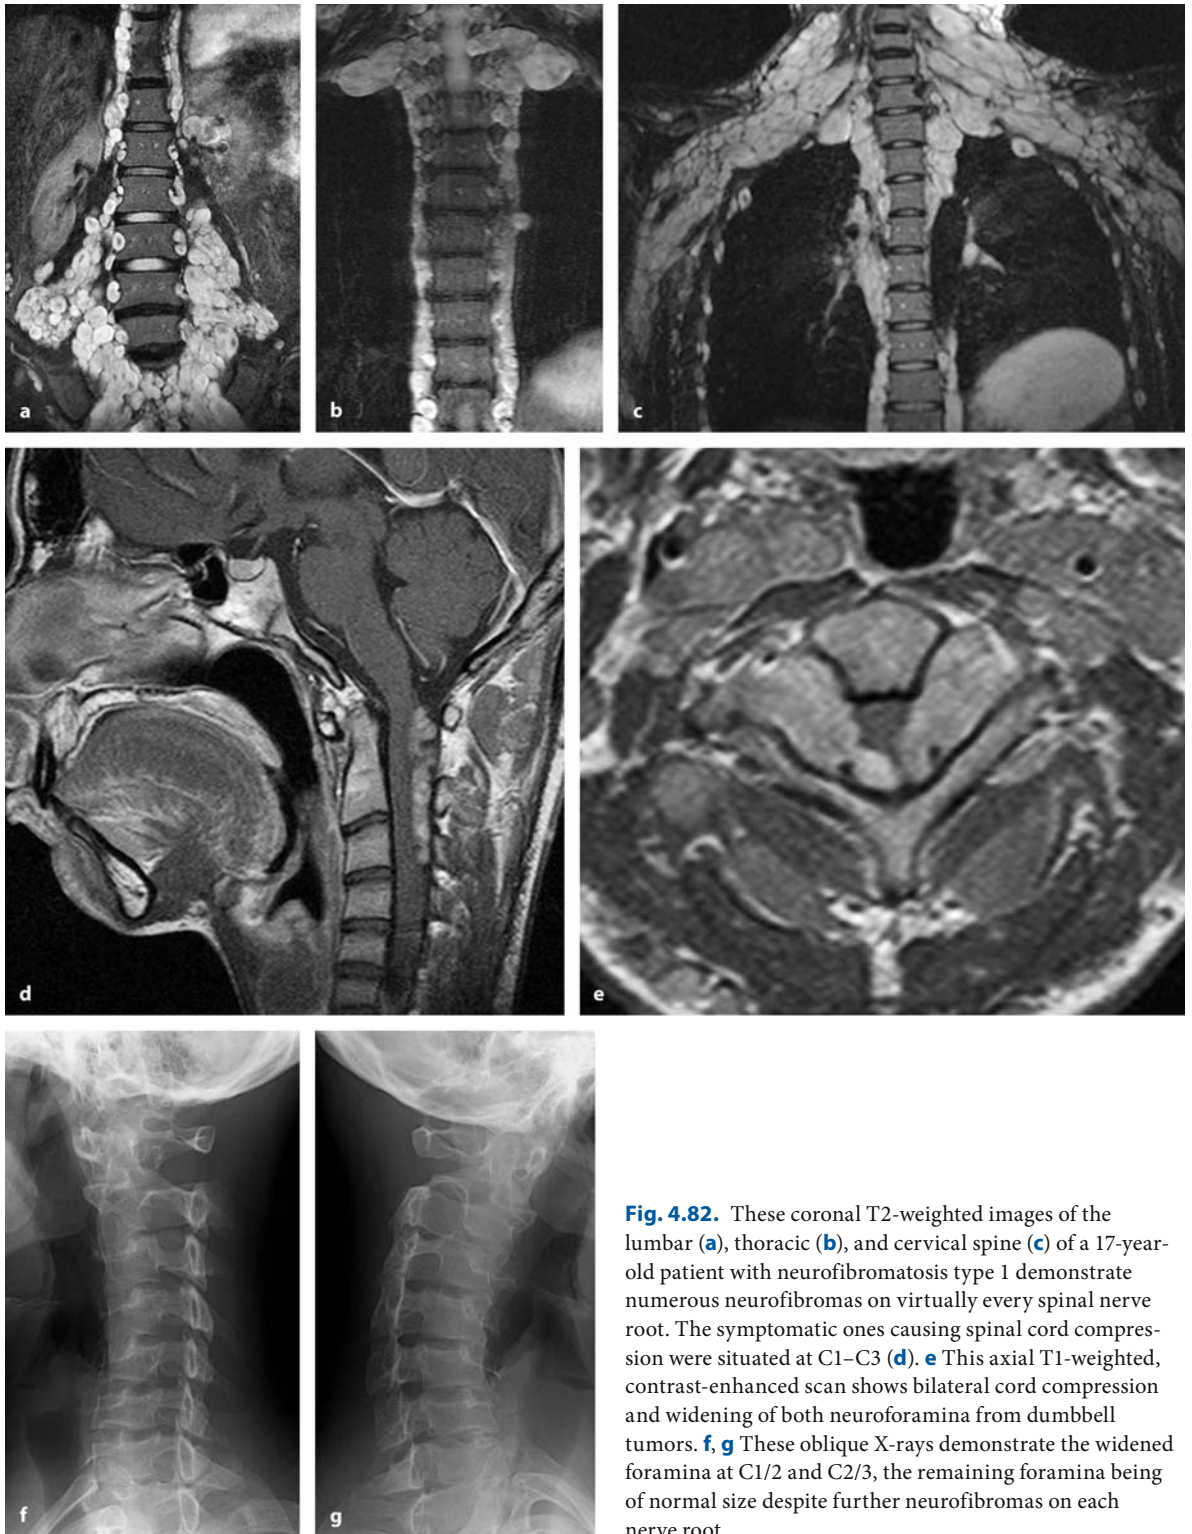 a
b
c
d
e
f
g
Fig. 4.82. These coronal T2-weighted images of the
lumbar (a), thoracic (b), and cervical spine (c) of a 17-year-
old patient with neurofibromatosis type 1 demonstrate
numerous neurofibromas on virtually every spinal nerve
root. The symptomatic ones causing spinal cord compres-
sion were situated at C1–C3 (d). e This axial T1-weighted,
contrast-enhanced scan shows bilateral cord compression
and widening of both neuroforamina from dumbbell
tumors. f, g These oblique X-rays demonstrate the widened
foramina at C1/2 and C2/3, the remaining foramina being
of normal size despite further neurofibromas on each
nerve root